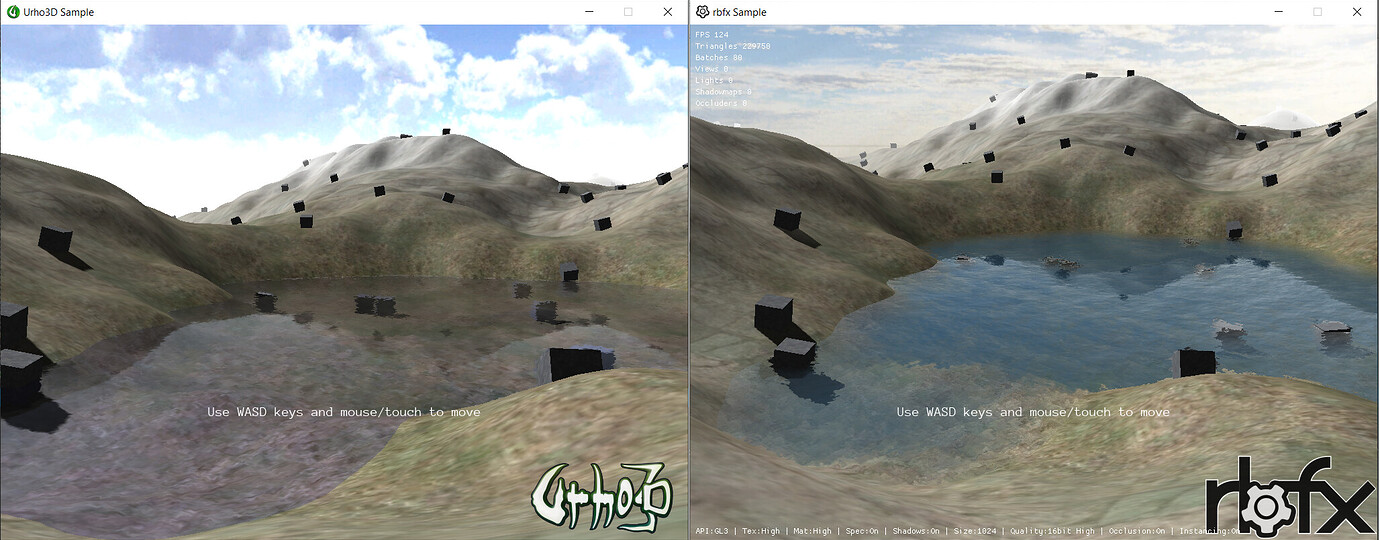 Urho3D Sample
Use WASD keys and mouse/touch to move
Urho3D
rbfx Sample
FPS 124
Triangles 229758
Batches 80
Views 0
Lights 0
Shadowmaps 0
Occluders 0
Use WASD keys and mouse/touch to move
rbfx
API:GL3 | Tex:High | Mat:High | Spec:On | Shadows:On | Size:1024 | Quality:16bit High | Occlusion:On | Instancing:On